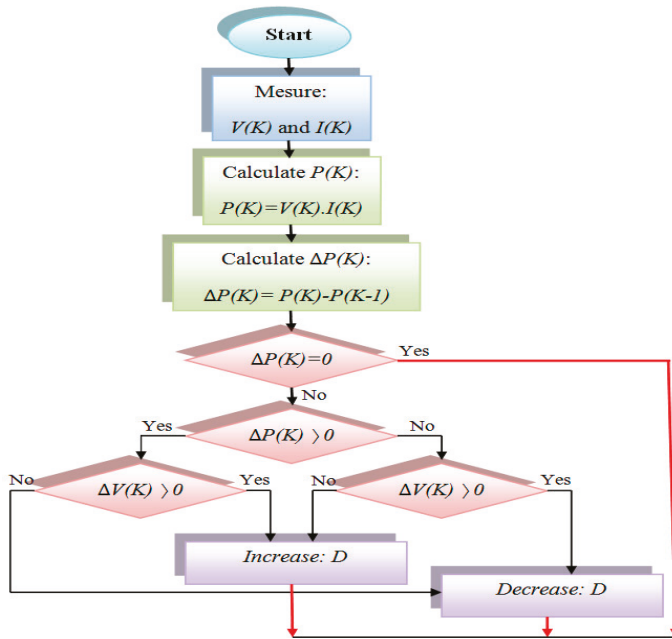 Start
Mesure:
V(K) and I(K)
Calculate P(K):
P(K)=V(K).I(K)
Calculate ΔP(K):
ΔP(K)= P(K)-P(K-1)
ΔP(K)=0
Yes
No
Yes
ΔP(K) 〉0
No
No
ΔV(K) 〉0
Yes
No
ΔV(K) 〉0
Yes
Increase: D
Decrease: D